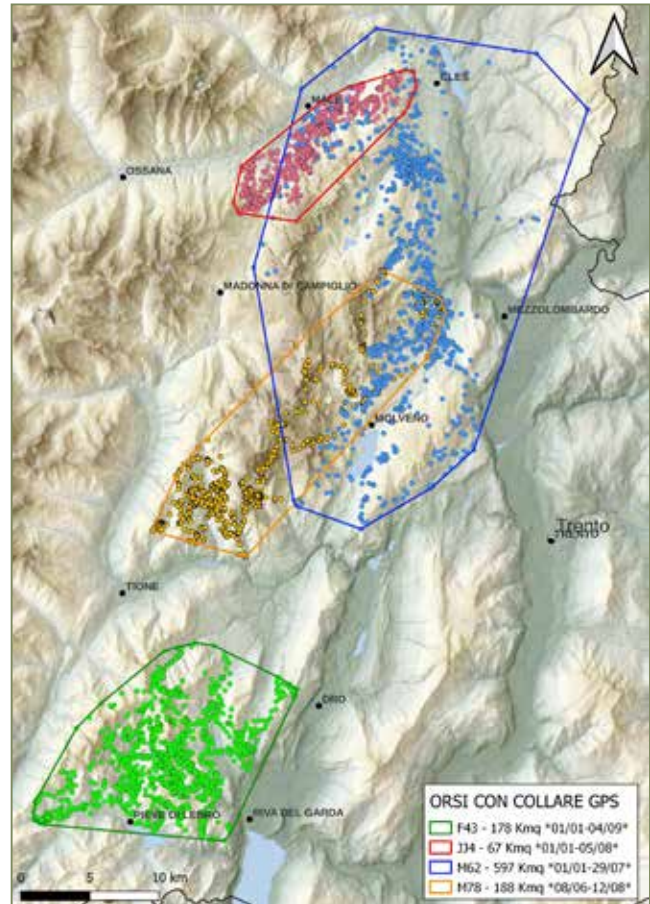 CLES
MALÈ
OSSANA
MADONNA DI CAMPIGLIO
MEZZOLOMBARDO
MOLVENO
Trento
TRENTO
TIONE
DRO
PIEVE DI LEDRO
RIVA DEL GARDA
ORSI CON COLLARE GPS
F43 - 178 Kmq *01/01-04/09*
JJ4 - 67 Kmq *01/01-05/08*
M62 - 597 Kmq *01/01-29/07*
M78 - 188 Kmq *08/06-12/08*
0 5 10 km